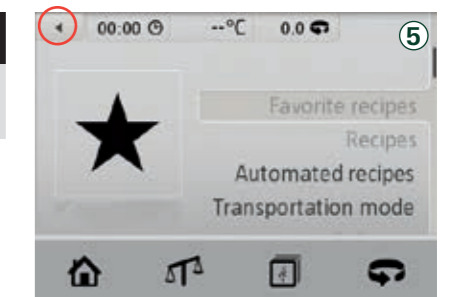 00:00 --°C 0.0 5
Favorite recipes
Recipes
Automated recipes
Transportation mode